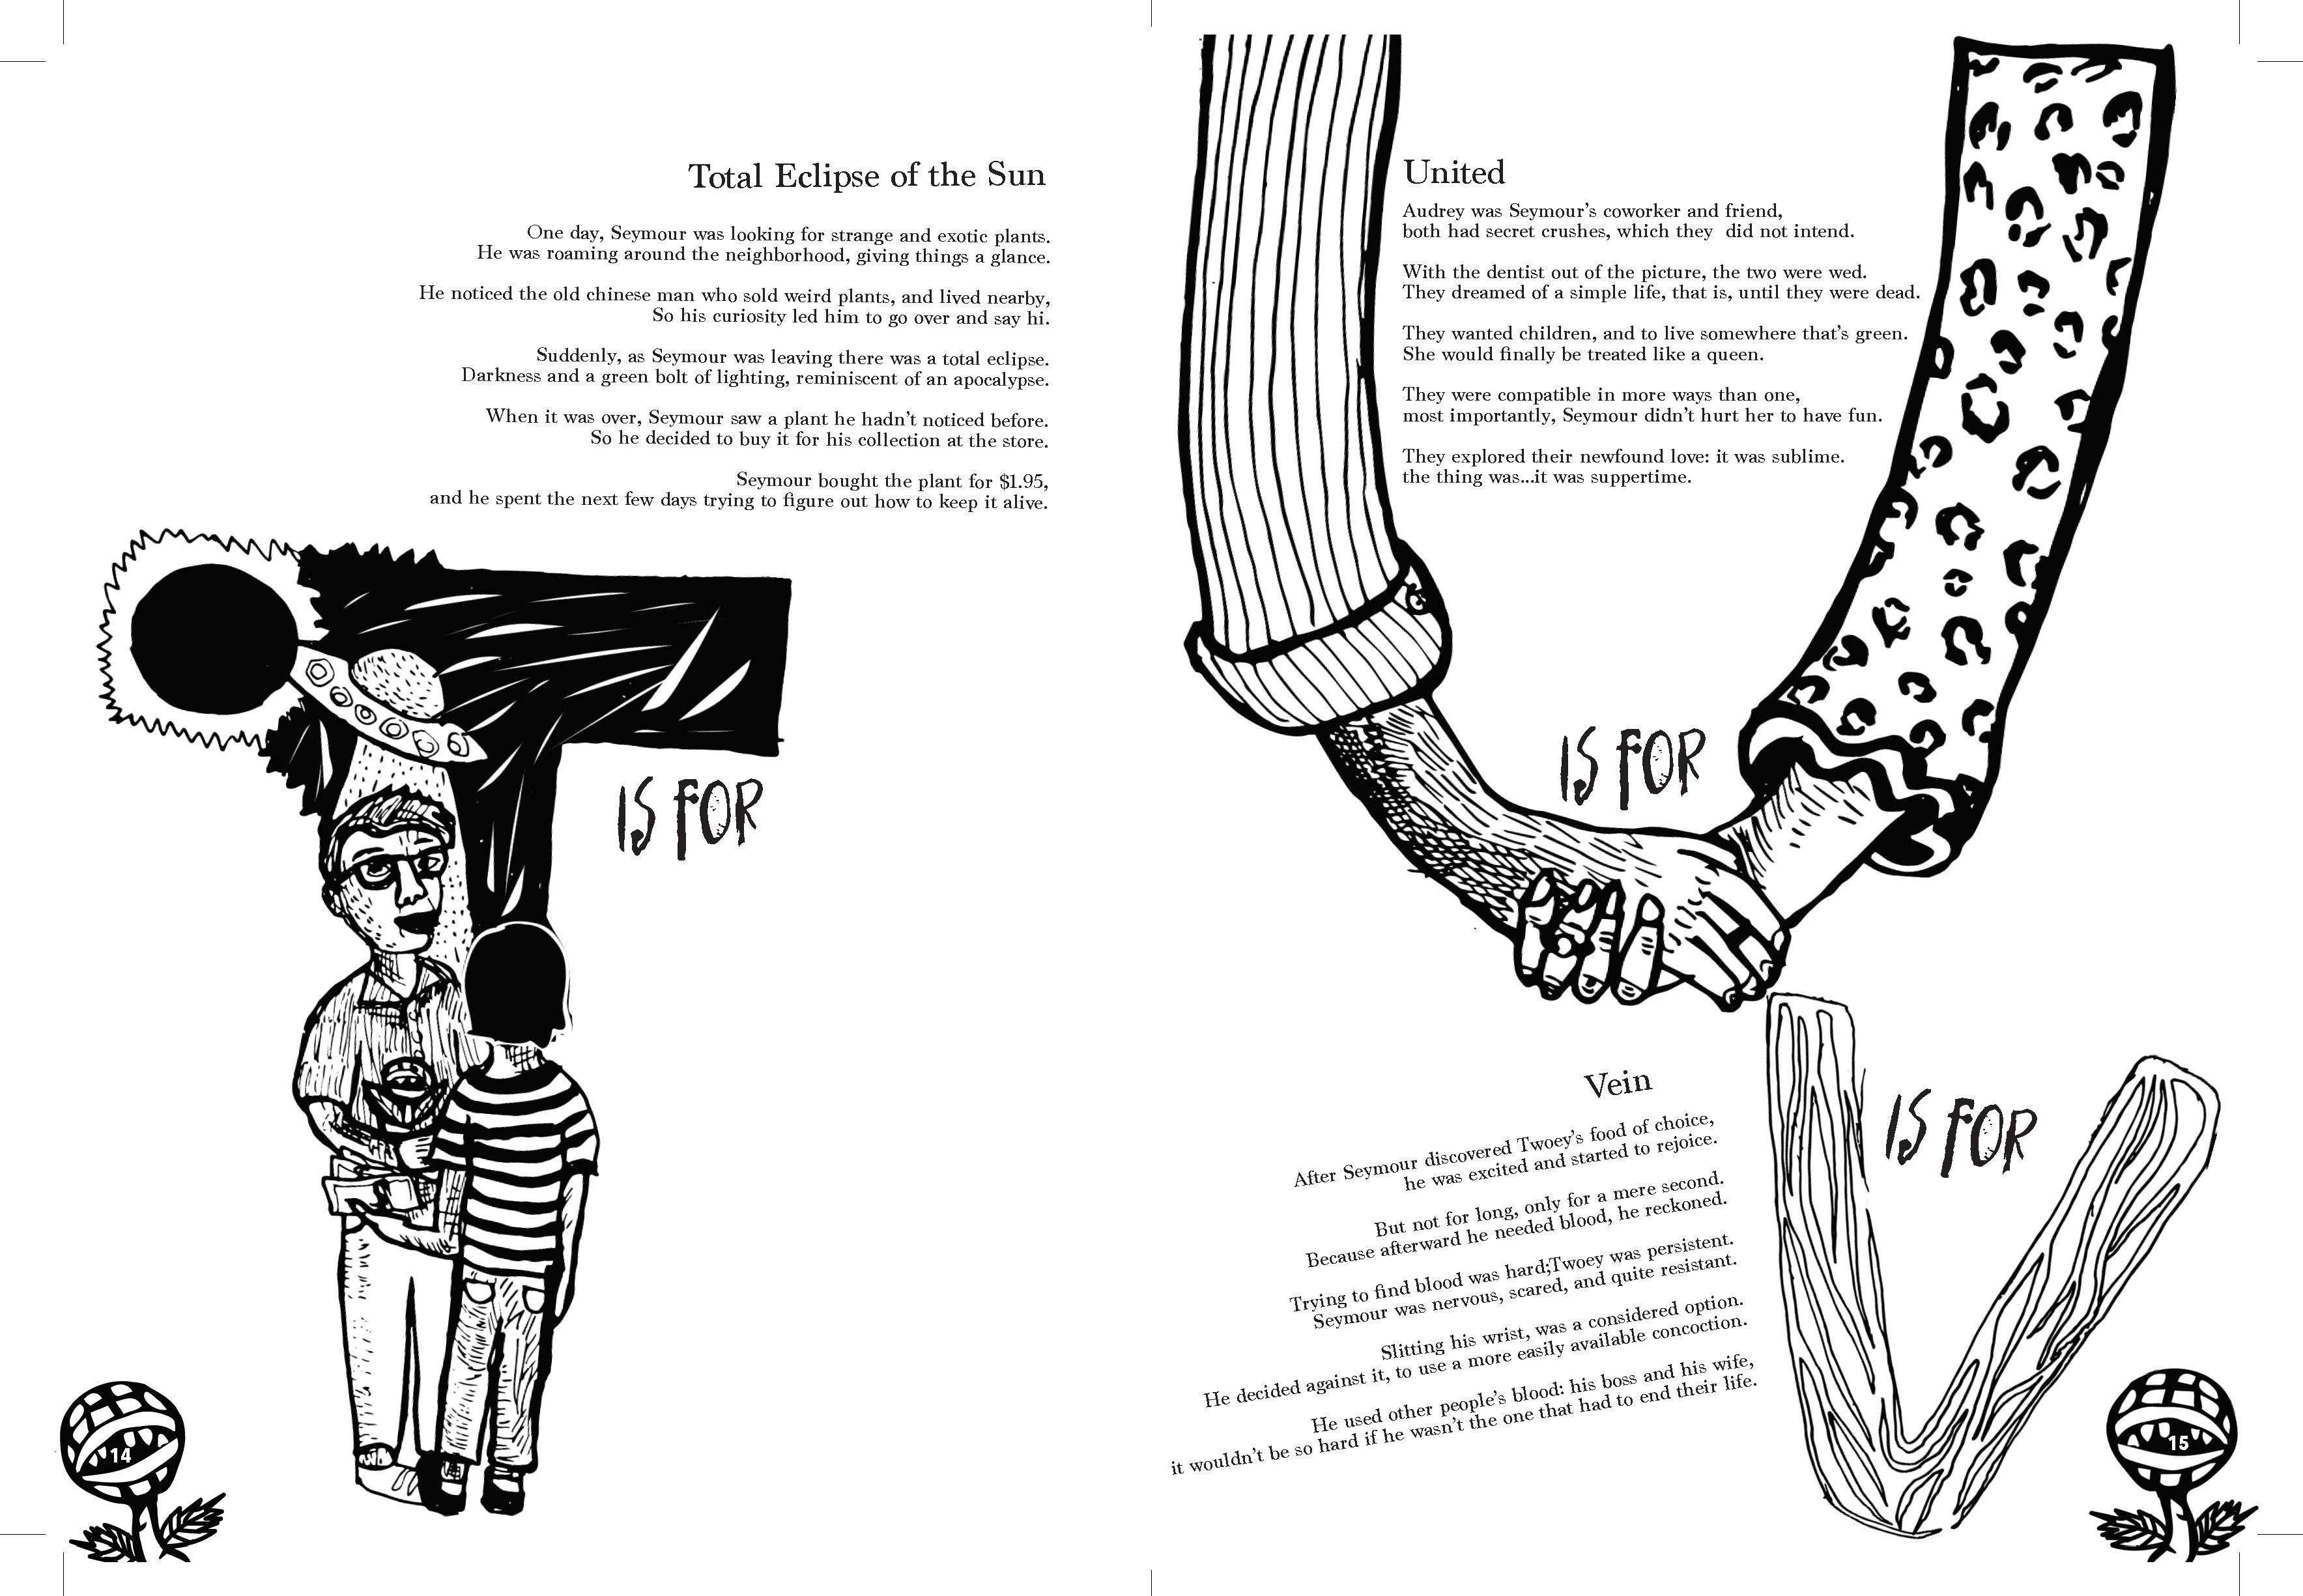 Total Eclipse of the Sun
One day, Seymour was looking for strange and exotic plants.
He was roaming around the neighborhood, giving things a glance.
He noticed the old chinese man who sold weird plants, and lived nearby,
So his curiosity led him to go over and say hi.
Suddenly, as Seymour was leaving there was a total eclipse.
Darkness and a green bolt of lighting, reminiscent of an apocalypse.
When it was over, Seymour saw a plant he hadn't noticed before.
So he decided to buy it for his collection at the store.
Seymour bought the plant for $1.95,
and he spent the next few days trying to figure out how to keep it alive.
T
IS FOR
14
United
Audrey was Seymour's coworker and friend,
both had secret crushes, which they did not intend.
With the dentist out of the picture, the two were wed.
They dreamed of a simple life, that is, until they were dead.
They wanted children, and to live somewhere that's green.
She would finally be treated like a queen.
They were compatible in more ways than one,
most importantly, Seymour didn't hurt her to have fun.
They explored their newfound love: it was sublime.
the thing was...it was suppertime.
U
IS FOR
Vein
After Seymour discovered Twoey's food of choice,
he was excited and started to rejoice.
But not for long, only for a mere second.
Because afterward he needed blood, he reckoned.
Trying to find blood was hard;Twoey was persistent.
Seymour was nervous, scared, and quite resistant.
Slitting his wrist, was a considered option.
He decided against it, to use a more easily available concoction.
He used other people's blood: his boss and his wife,
it wouldn't be so hard if he wasn't the one that had to end their life.
V
IS FOR
15